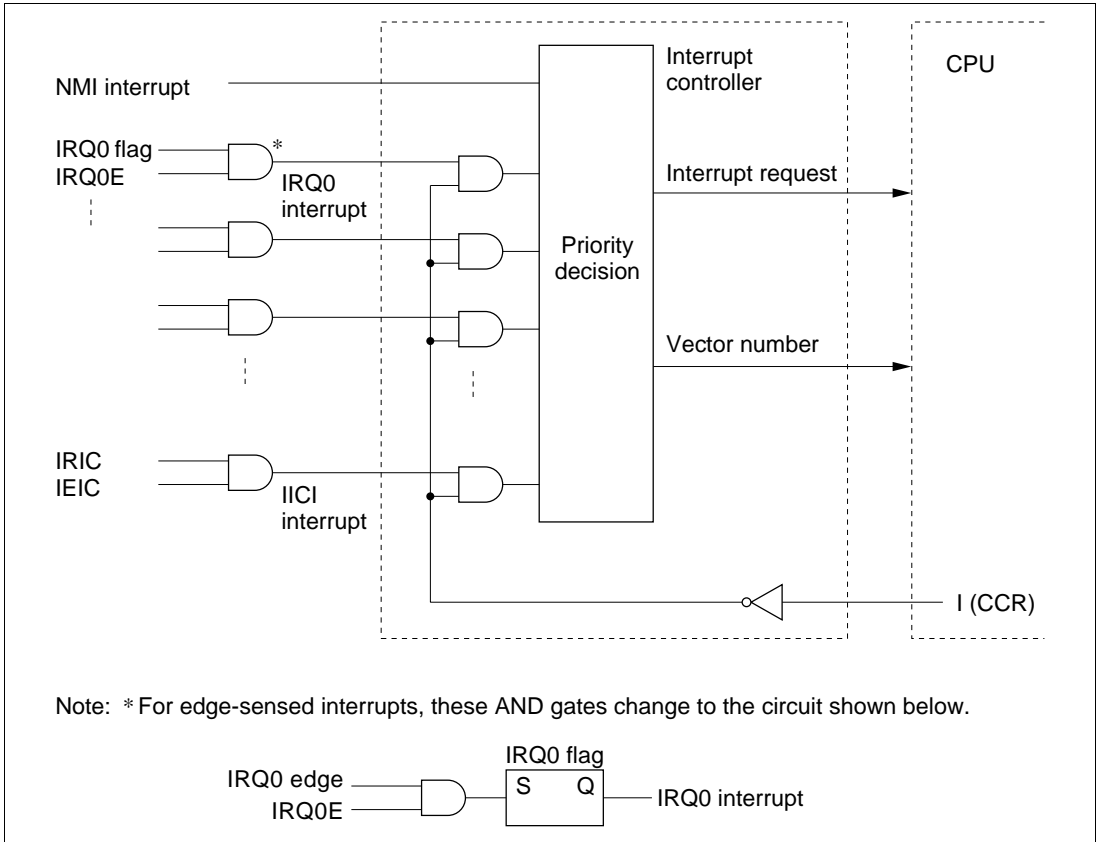 NMI interrupt
IRQ0 flag
IRQ0E
*
IRQ0
interrupt
IRIC
IEIC
IICI
interrupt
Priority
decision
Interrupt
controller
Interrupt request
Vector number
CPU
I (CCR)
Note: * For edge-sensed interrupts, these AND gates change to the circuit shown below.
IRQ0 edge
IRQ0E
IRQ0 flag
S Q
IRQ0 interrupt